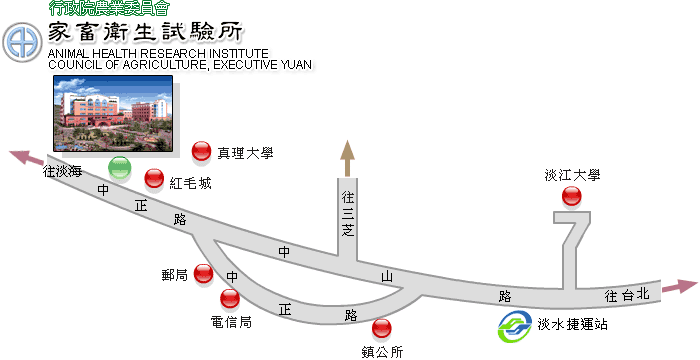 行政院農業委員會
家畜衛生試驗所
ANIMAL HEALTH RESEARCH INSTITUTE
COUNCIL OF AGRICULTURE, EXECUTIVE YUAN
真理大學
往淡海
紅毛城
淡江大學
往三芝
中正路
中山路
往台北
郵局
中正路
電信局
鎮公所
淡水捷運站